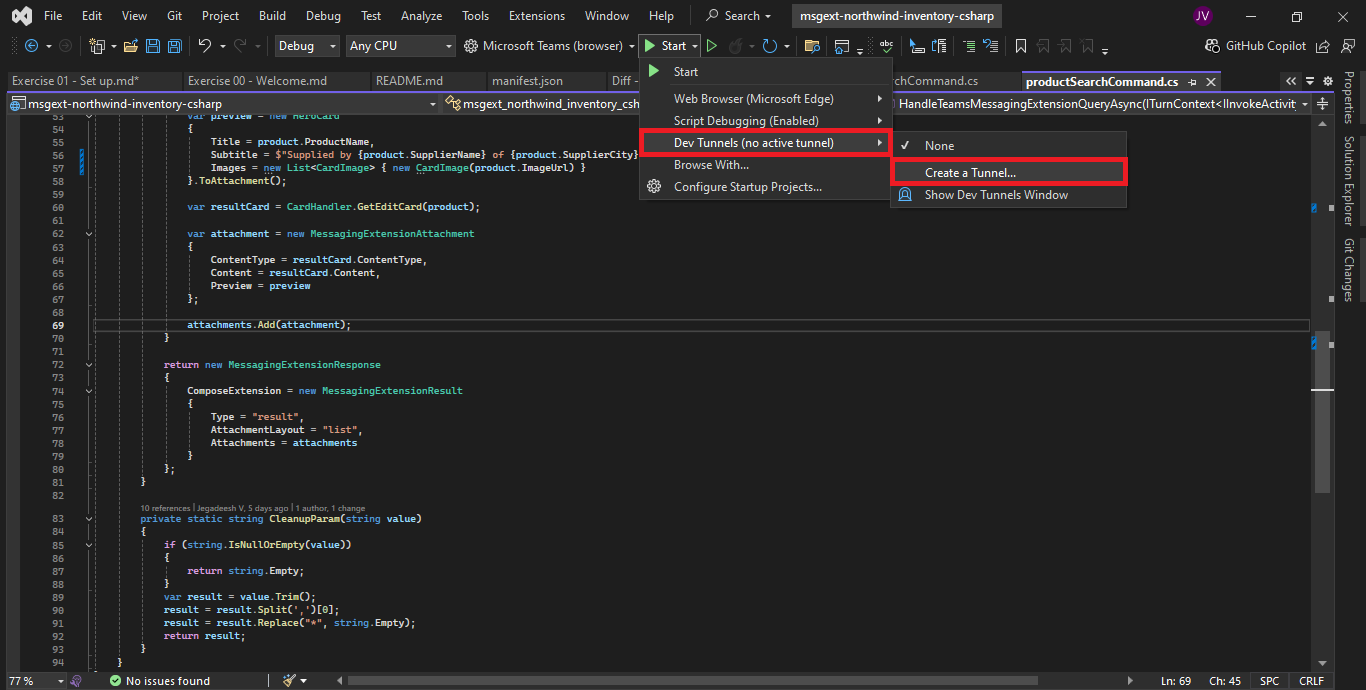 File Edit View Git Project Build Debug Test Analyze Tools Extensions Window Help Search msgext-northwind-inventory-csharp JV
Debug Any CPU Microsoft Teams (browser) Start abc GitHub Copilot
Exercise 01 - Set up.md* Exercise 00 - Welcome.md README.md manifest.json Diff - rchCommand.cs productSearchCommand.cs
msgext-northwind-inventory-csharp msgext_northwind_inventory_csh HandleTeamsMessagingExtensionQueryAsync(ITurnContext<IInvokeActivity
Start
Web Browser (Microsoft Edge)
Script Debugging (Enabled)
Dev Tunnels (no active tunnel)
Browse With...
Configure Startup Projects...
None
Create a Tunnel...
Show Dev Tunnels Window
Properties
Solution Explorer
Git Changes
53 var preview = new HeroCard
54 {
55 Title = product.ProductName,
56 Subtitle = $"Supplied by {product.SupplierName} of {product.SupplierCity}
57 Images = new List<CardImage> { new CardImage(product.ImageUrl) }
58 }.ToAttachment();
59
60 var resultCard = CardHandler.GetEditCard(product);
61
62 var attachment = new MessagingExtensionAttachment
63 {
64 ContentType = resultCard.ContentType,
65 Content = resultCard.Content,
66 Preview = preview
67 };
68
69 attachments.Add(attachment);
70 }
71
72 return new MessagingExtensionResponse
73 {
74 ComposeExtension = new MessagingExtensionResult
75 {
76 Type = "result",
77 AttachmentLayout = "list",
78 Attachments = attachments
79 }
80 };
81 }
82
10 references | Jegadeesh V, 5 days ago | 1 author, 1 change
83 private static string CleanupParam(string value)
84 {
85 if (string.IsNullOrEmpty(value))
86 {
87 return string.Empty;
88 }
89 var result = value.Trim();
90 result = result.Split(',')[0];
91 result = result.Replace("*", string.Empty);
92 return result;
93 }
94 }
77 % No issues found Ln: 69 Ch: 45 SPC CRLF